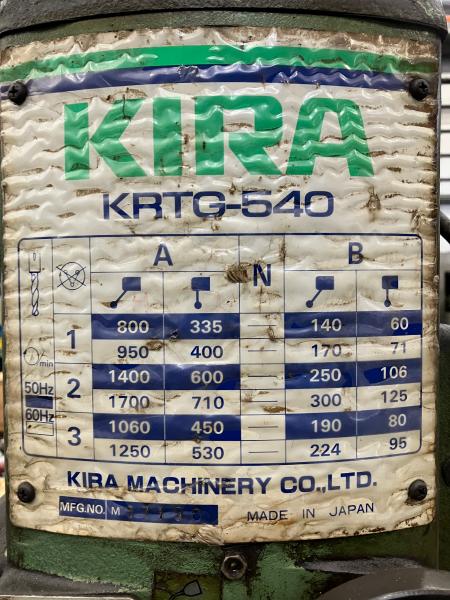 KIRA
KRTG-540
A N B
1 800 335 — 140 60
950 400 — 170 71
/min
50Hz 2 1400 600 — 250 106
60Hz 1700 710 — 300 125
3 1060 450 — 190 80
1250 530 — 224 95
KIRA MACHINERY CO.,LTD.
MFG.NO. M
MADE IN JAPAN